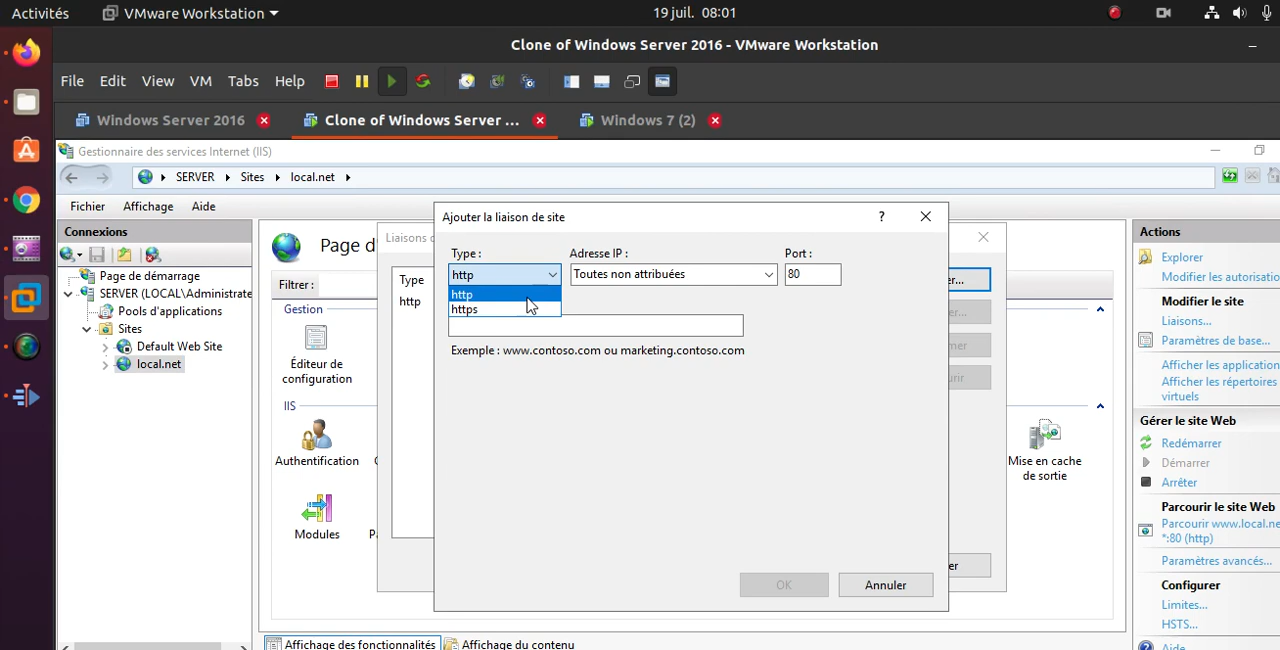 Activités
VMware Workstation
19 juil. 08:01
Clone of Windows Server 2016 - VMware Workstation
File Edit View VM Tabs Help
Windows Server 2016
Clone of Windows Server ...
Windows 7 (2)
Gestionnaire des services Internet (IIS)
SERVER Sites local.net
Fichier Affichage Aide
Connexions
Page de démarrage
SERVER (LOCAL\Administrate
Pools d'applications
Sites
Default Web Site
local.net
Page d
Filtrer :
Gestion
Éditeur de
configuration
IIS
Authentification
Modules
Mise en cache
de sortie
Affichage des fonctionnalités
Affichage du contenu
Liaisons d
Type
http
Ajouter la liaison de site
?
Type :
Adresse IP :
Port :
http
Toutes non attribuées
80
http
https
Exemple : www.contoso.com ou marketing.contoso.com
OK
Annuler
Actions
Explorer
Modifier les autorisatio
Modifier le site
Liaisons...
Paramètres de base...
Afficher les application
Afficher les répertoires
virtuels
Gérer le site Web
Redémarrer
Démarrer
Arrêter
Parcourir le site Web
Parcourir www.local.ne
*:80 (http)
Paramètres avancés...
Configurer
Limites...
HSTS...
Aide